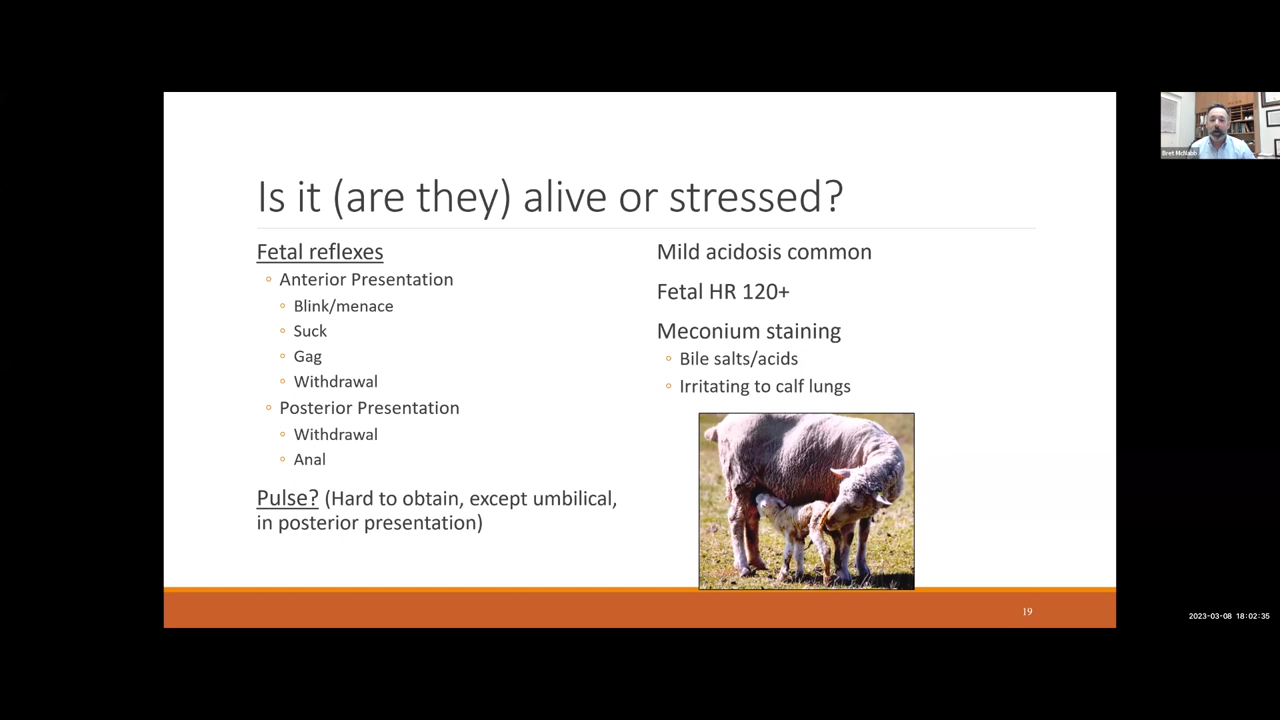 Is it (are they) alive or stressed?
Fetal reflexes
◦ Anterior Presentation
◦ Blink/menace
◦ Suck
◦ Gag
◦ Withdrawal
◦ Posterior Presentation
◦ Withdrawal
◦ Anal
Pulse? (Hard to obtain, except umbilical,
in posterior presentation)
Mild acidosis common
Fetal HR 120+
Meconium staining
◦ Bile salts/acids
◦ Irritating to calf lungs
19
Bret McNabb
2023-03-08 18:02:35